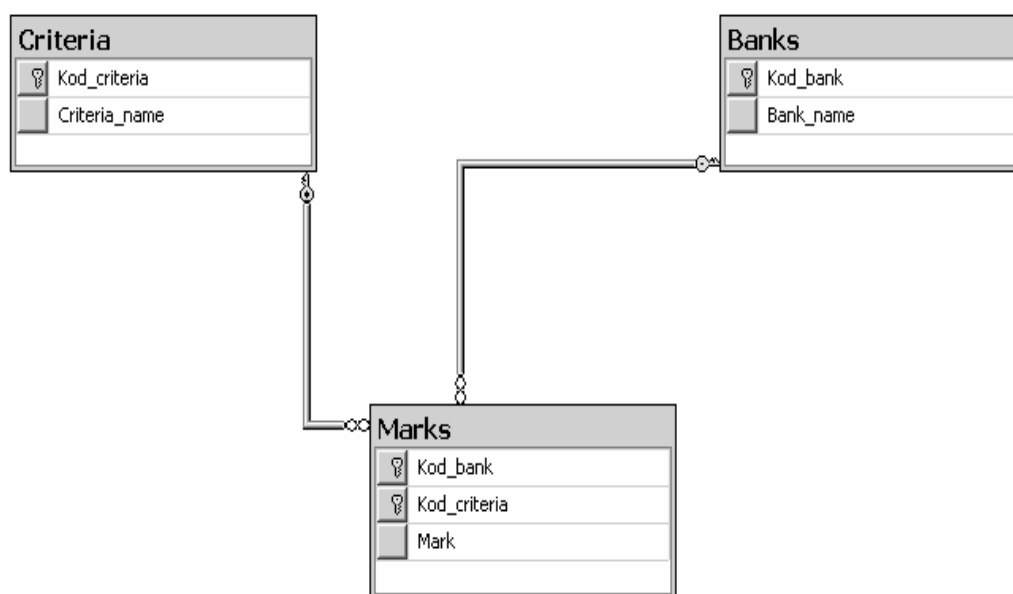 Criteria
Kod_criteria
Criteria_name
Banks
Kod_bank
Bank_name
Marks
Kod_bank
Kod_criteria
Mark